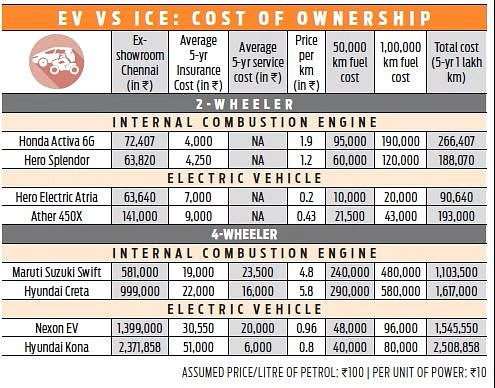 EV VS ICE: COST OF OWNERSHIP
Ex-showroom Chennai (in ₹) Average 5-yr Insurance Cost (in ₹) Average 5-yr service cost (in ₹) Price per km (in ₹) 50,000 km fuel cost 1,00,000 km fuel cost Total cost (5-yr 1 lakh km)
2-WHEELER
INTERNAL COMBUSTION ENGINE
Honda Activa 6G 72,407 4,000 NA 1.9 95,000 190,000 266,407
Hero Splendor 63,820 4,250 NA 1.2 60,000 120,000 188,070
ELECTRIC VEHICLE
Hero Electric Atria 63,640 7,000 NA 0.2 10,000 20,000 90,640
Ather 450X 141,000 9,000 NA 0.43 21,500 43,000 193,000
4-WHEELER
INTERNAL COMBUSTION ENGINE
Maruti Suzuki Swift 581,000 19,000 23,500 4.8 240,000 480,000 1,103,500
Hyundai Creta 999,000 22,000 16,000 5.8 290,000 580,000 1,617,000
ELECTRIC VEHICLE
Nexon EV 1,399,000 30,550 20,000 0.96 48,000 96,000 1,545,550
Hyundai Kona 2,371,858 51,000 6,000 0.8 40,000 80,000 2,508,858
ASSUMED PRICE/LITRE OF PETROL: ₹100 | PER UNIT OF POWER: ₹10